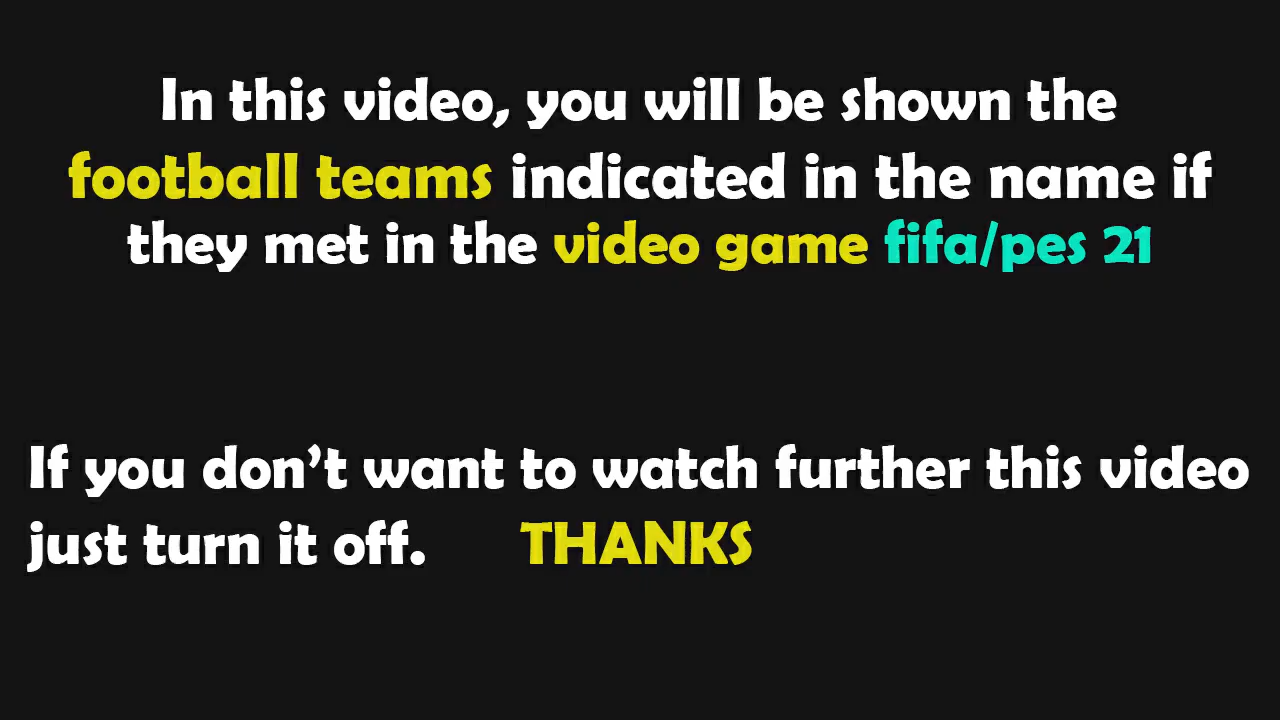 In this video, you will be shown the
football teams indicated in the name if
they met in the video game fifa/pes 21
If you don't want to watch further this video
just turn it off. THANKS